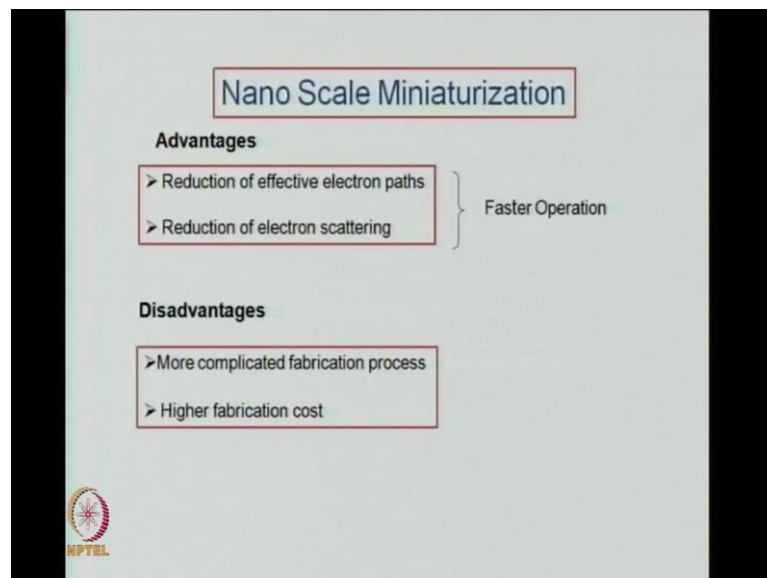 Nano Scale Miniaturization
Advantages
➢ Reduction of effective electron paths
➢ Reduction of electron scattering
Faster Operation
Disadvantages
➢More complicated fabrication process
➢ Higher fabrication cost
NPTEL